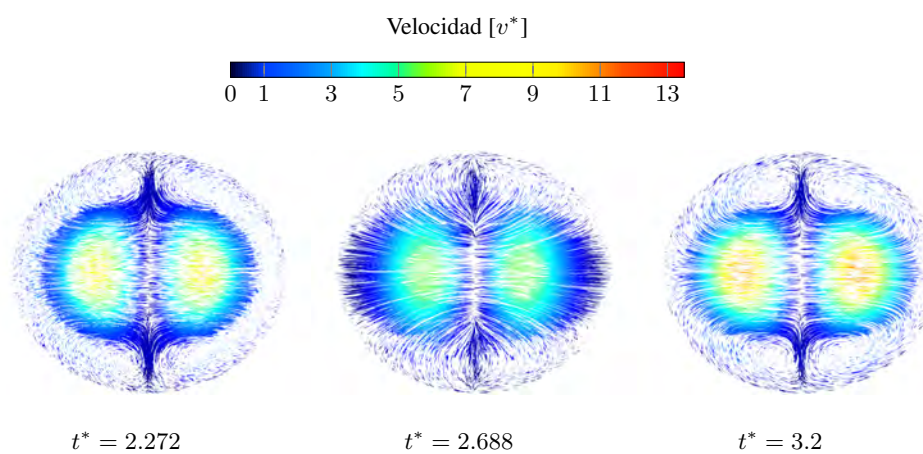 Velocidad [v*]
0 1 3 5 7 9 11 13
t* = 2.272 t* = 2.688 t* = 3.2